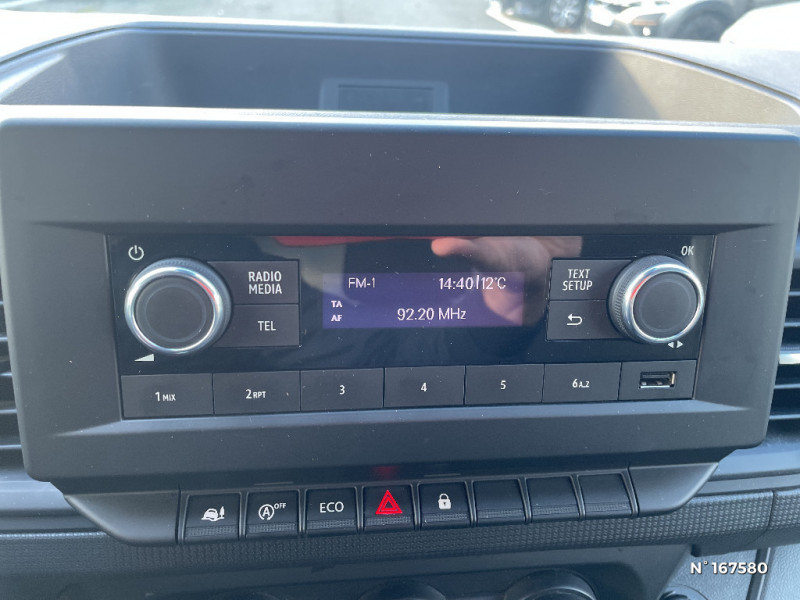 OK
RADIO
MEDIA
TEL
FM-1 14:40 12°C
TA
AF 92.20 MHz
TEXT
SETUP
1 MIX 2 RPT 3 4 5 6 A..Z
A OFF ECO
N°167580